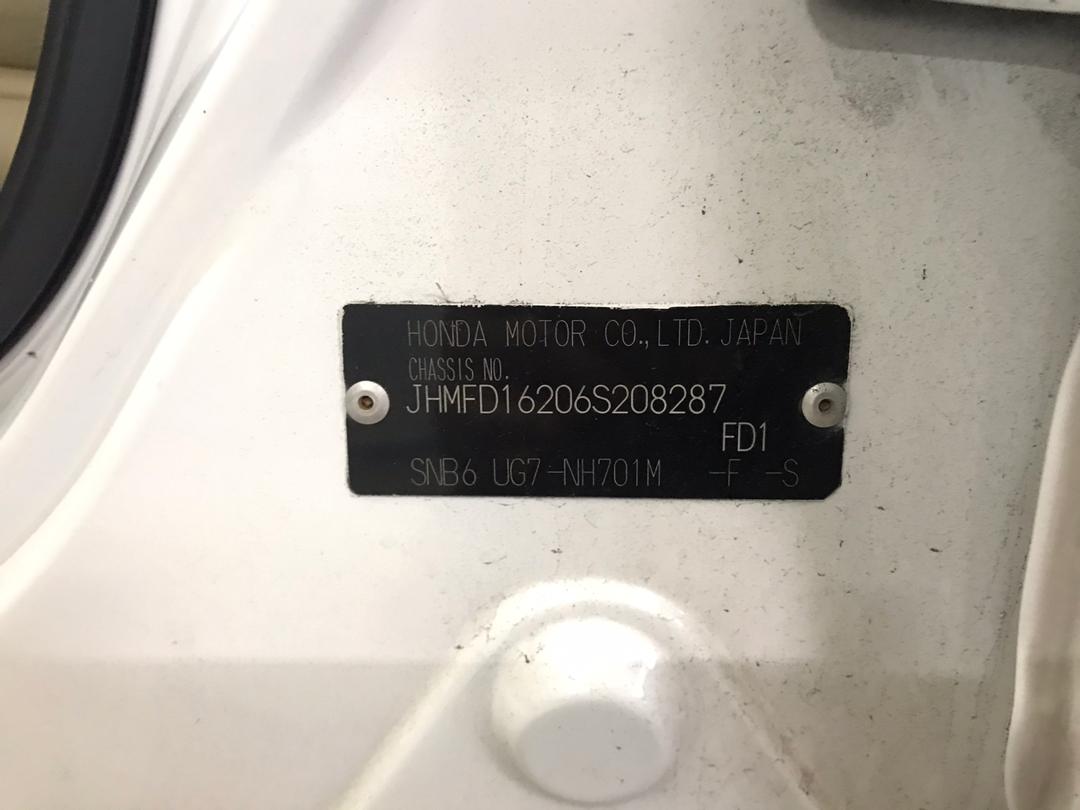 HONDA MOTOR CO.,LTD. JAPAN
CHASSIS NO.
JHMFD16206S208287
FD1
SNB6 UG7-NH701M -F -S